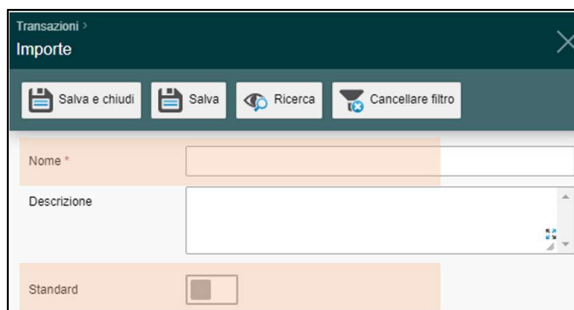 Transazioni >
Importe
Salva e chiudi Salva Ricerca Cancellare filtro
Nome *
Descrizione
Standard